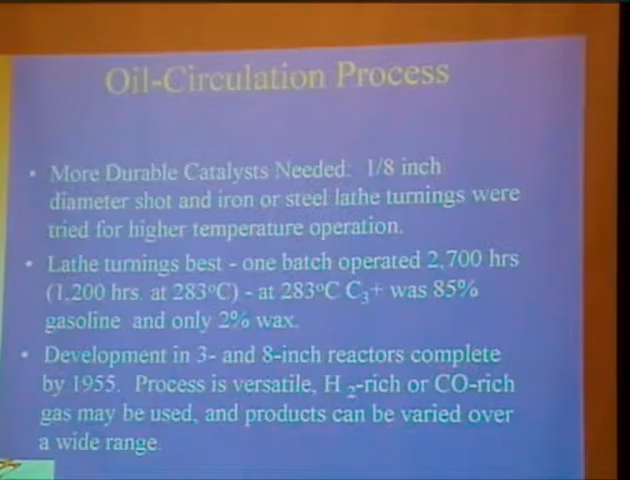 Oil-Circulation Process
• More Durable Catalysts Needed: 1/8 inch
diameter shot and iron or steel lathe turnings were
tried for higher temperature operation.
• Lathe turnings best - one batch operated 2,700 hrs
(1,200 hrs. at 283°C) - at 283°C C₃+ was 85%
gasoline and only 2% wax.
• Development in 3- and 8-inch reactors complete
by 1955. Process is versatile, H ₂-rich or CO-rich
gas may be used, and products can be varied over
a wide range.